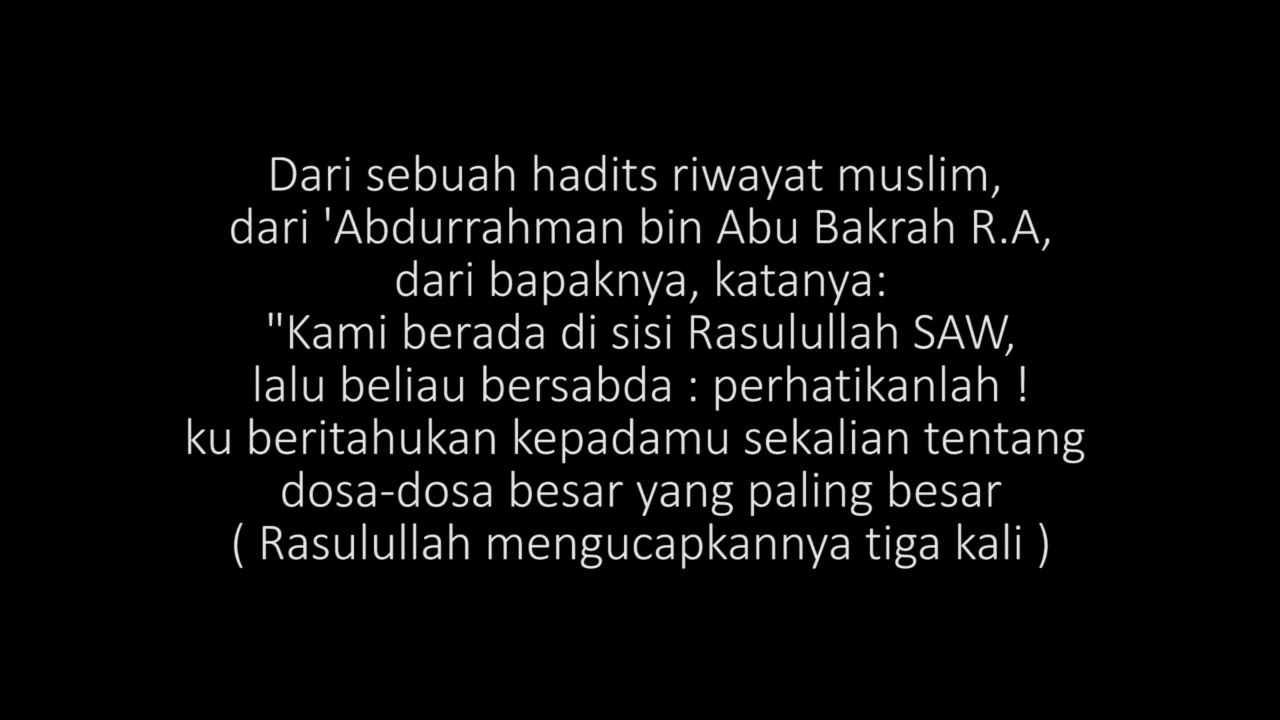 Dari sebuah hadits riwayat muslim,
dari 'Abdurrahman bin Abu Bakrah R.A,
dari bapaknya, katanya:
"Kami berada di sisi Rasulullah SAW,
lalu beliau bersabda : perhatikanlah !
ku beritahukan kepadamu sekalian tentang
dosa-dosa besar yang paling besar
( Rasulullah mengucapkannya tiga kali )